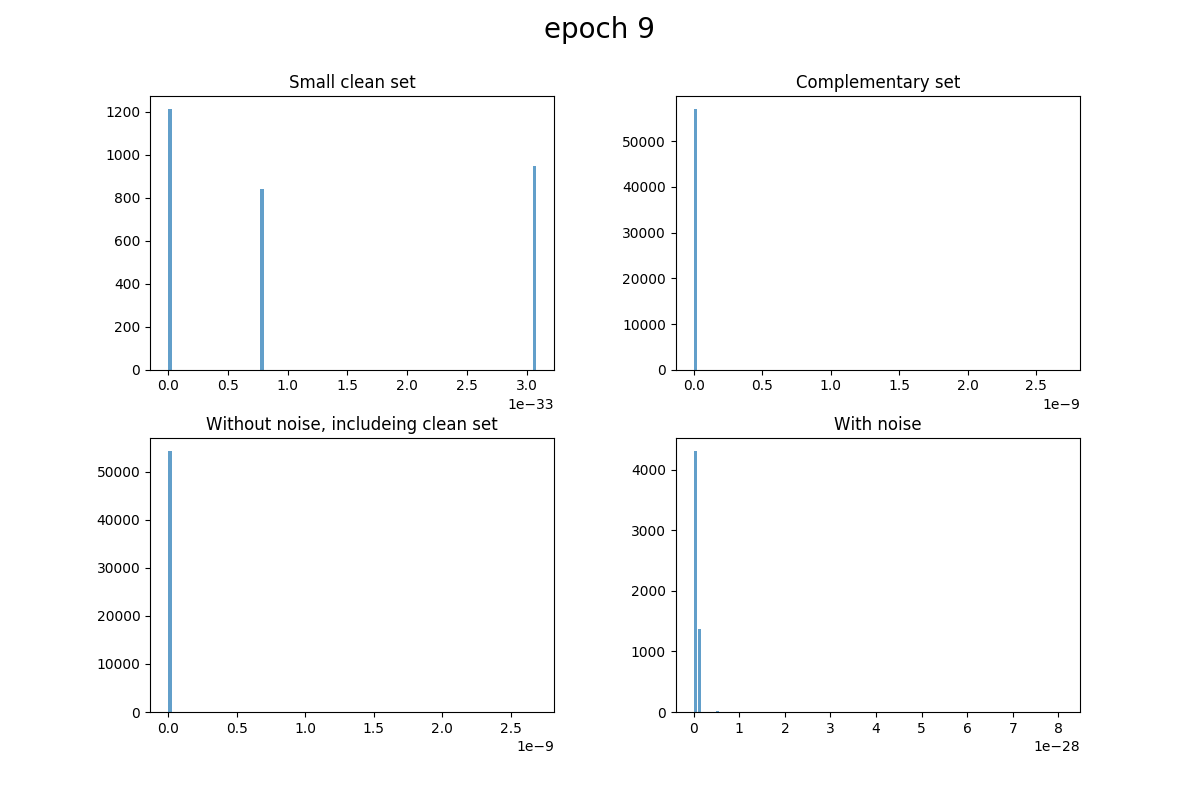 epoch 9
Small clean set
1200
1000
800
600
400
200
0
0.0 0.5 1.0 1.5 2.0 2.5 3.0
1e−33
Complementary set
50000
40000
30000
20000
10000
0
0.0 0.5 1.0 1.5 2.0 2.5
1e−9
Without noise, includeing clean set
50000
40000
30000
20000
10000
0
0.0 0.5 1.0 1.5 2.0 2.5
1e−9
With noise
4000
3000
2000
1000
0
0 1 2 3 4 5 6 7 8
1e−28